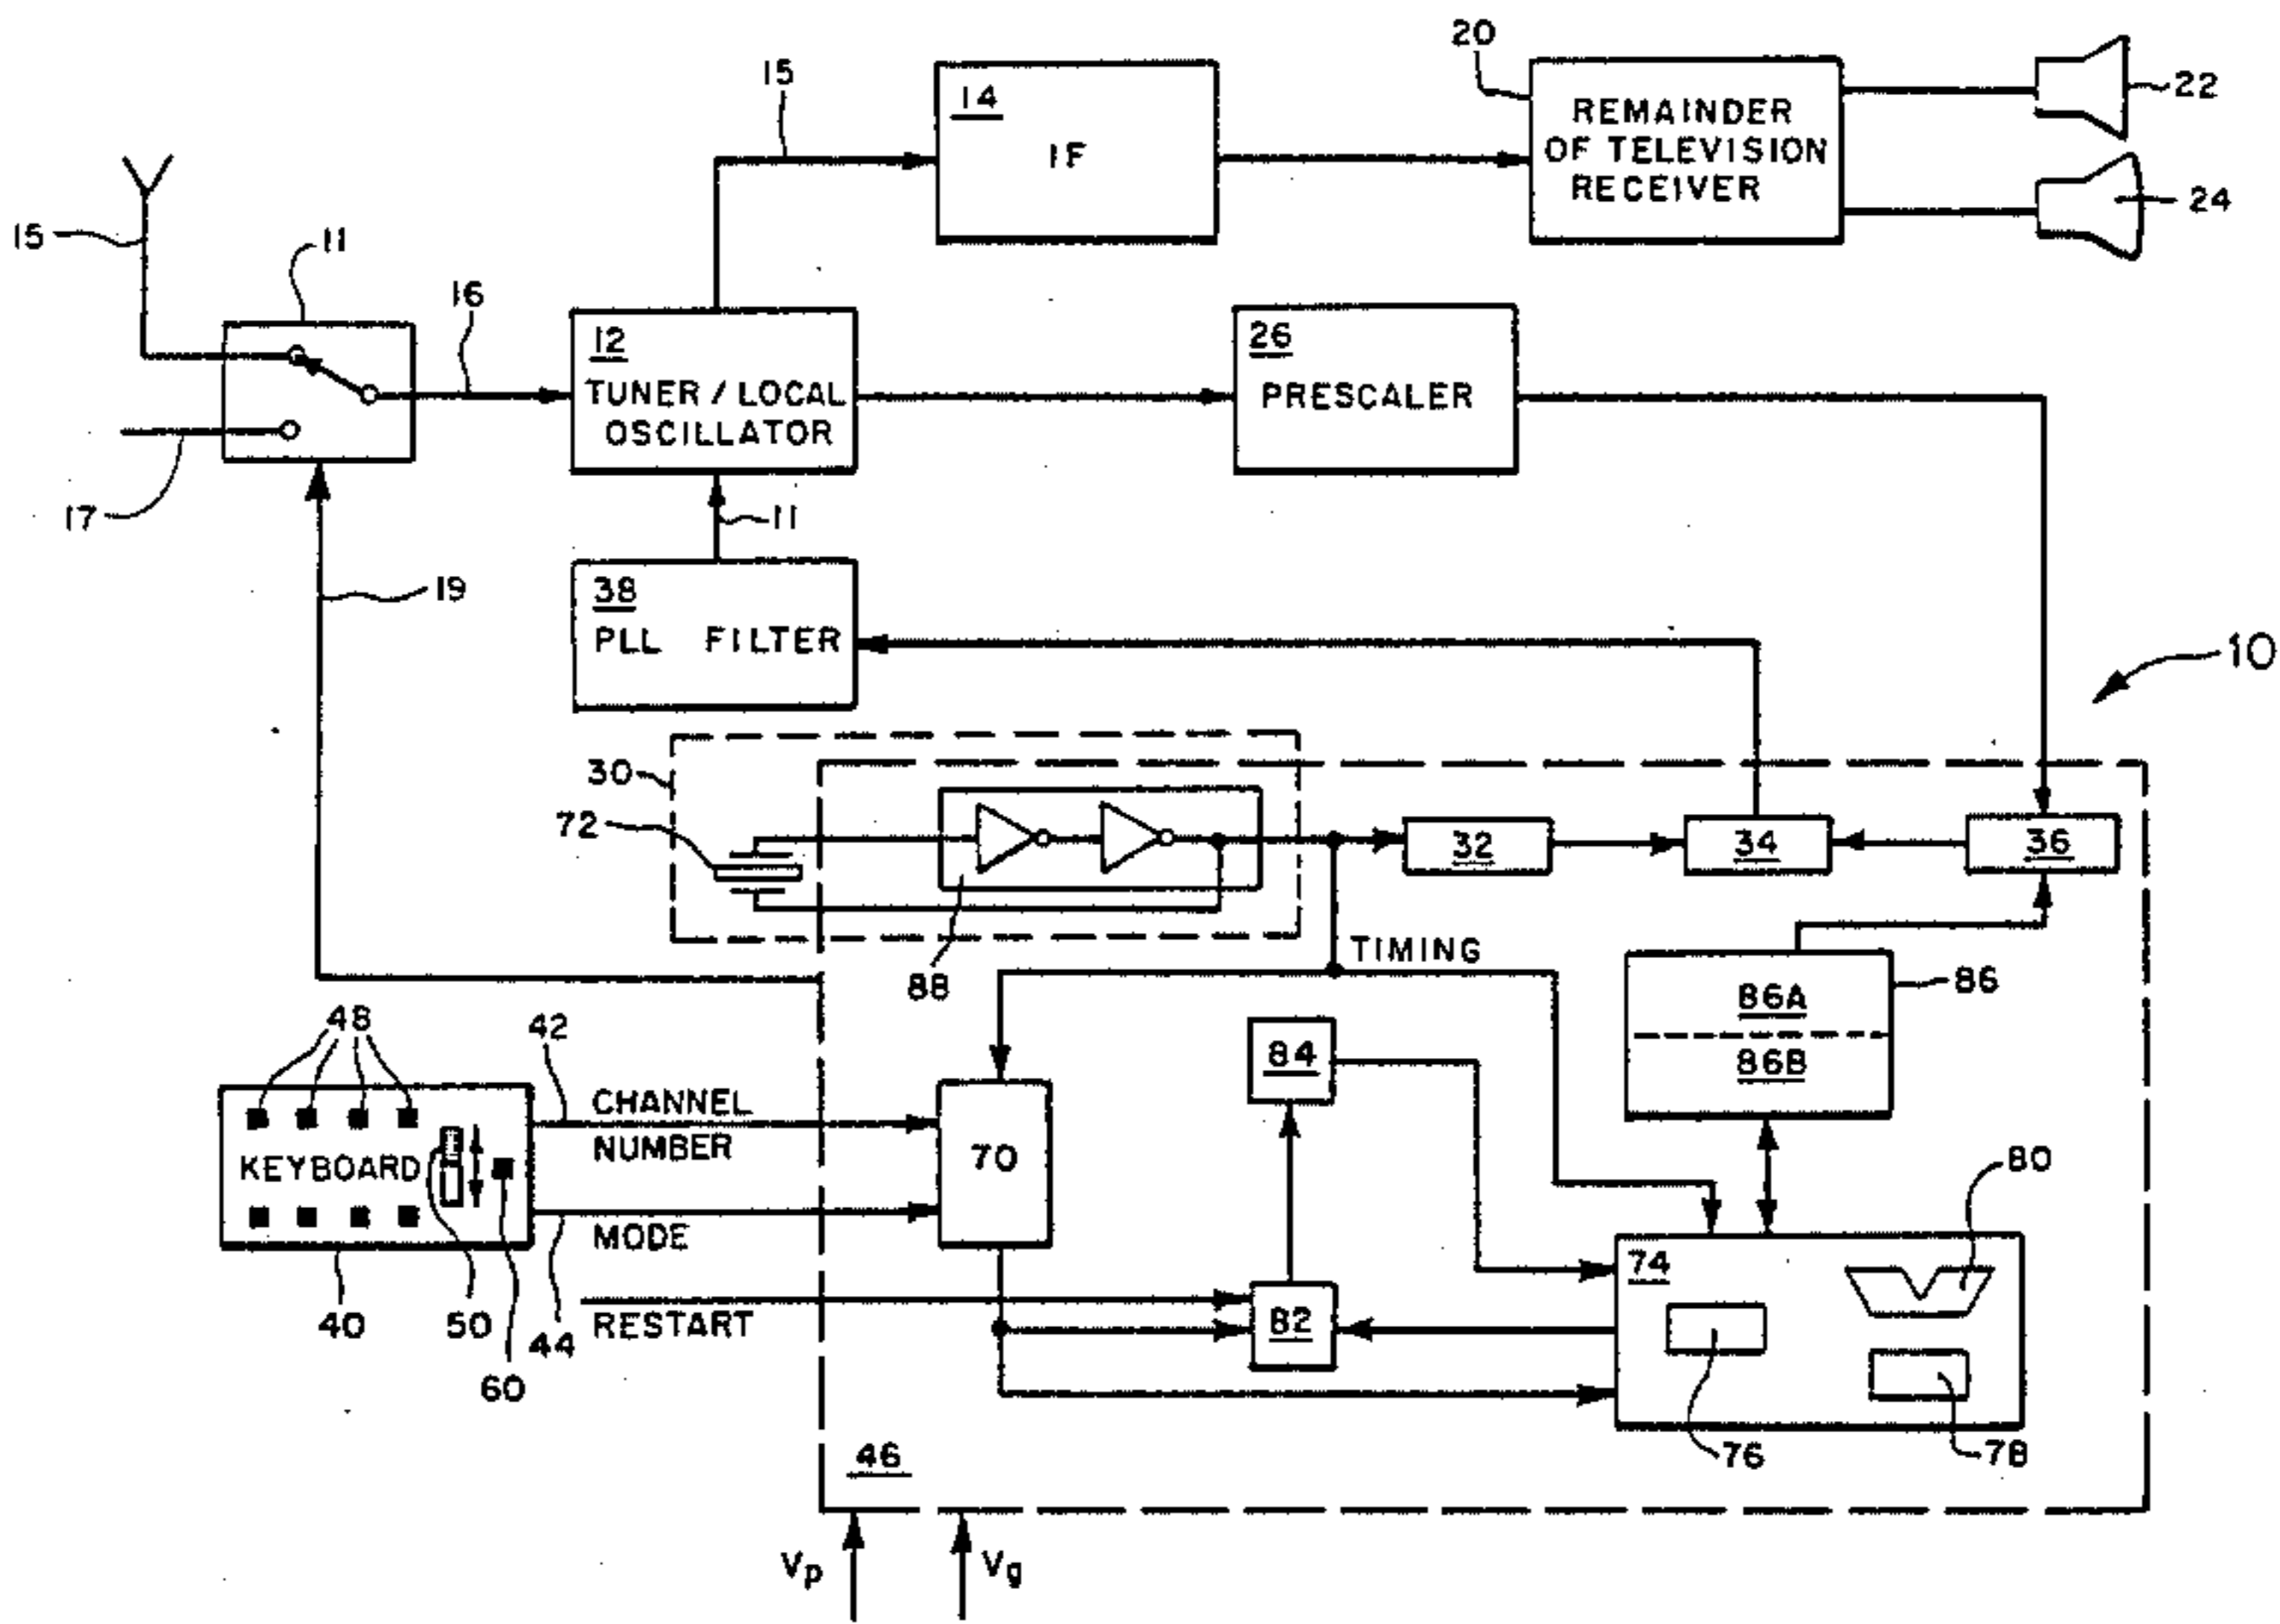 20
15
14
IF
REMAINDER
OF TELEVISION
RECEIVER
22
24
15
11
16
12
TUNER / LOCAL
OSCILLATOR
26
PRESCALER
17
11
19
38
PLL FILTER
10
30
72
32
34
36
88
TIMING
86A
86B
86
48
42
84
CHANNEL
NUMBER
70
KEYBOARD
80
MODE
74
40
50
44
RESTART
82
60
76
78
46
Vp
Vg